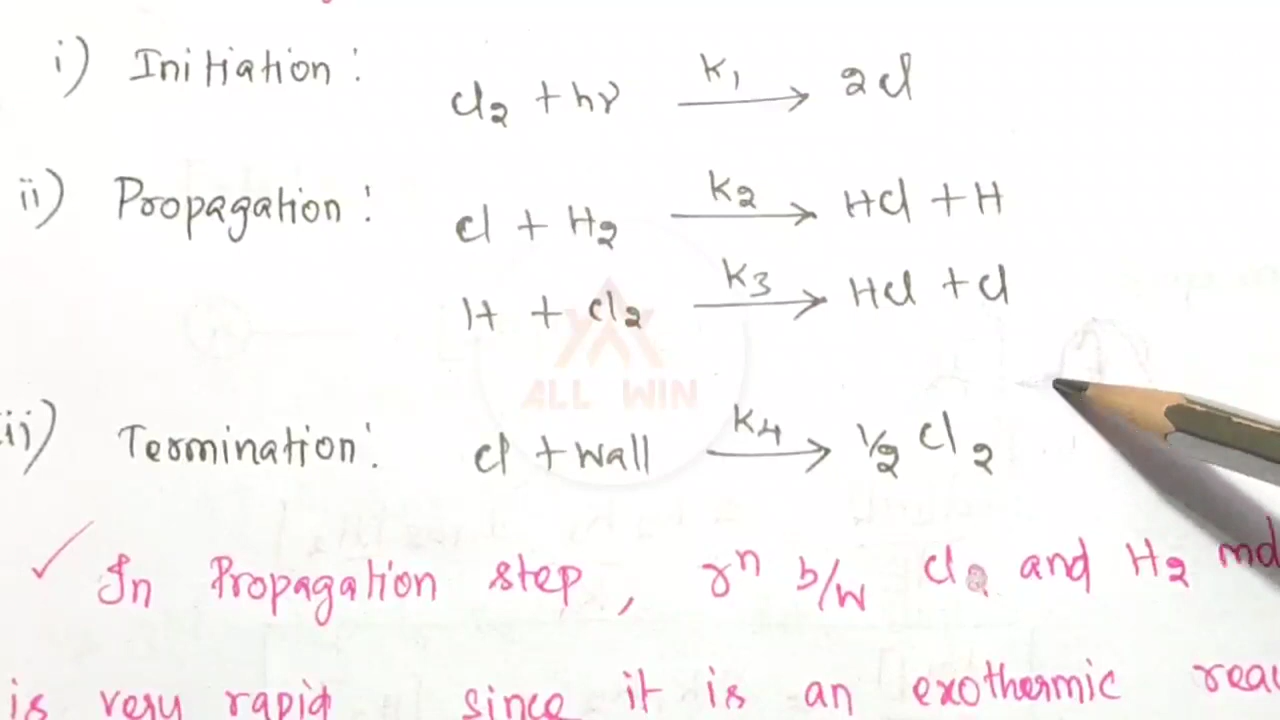 i) Initiation :
Cl2 + hν K1 → 2Cl
ii) Propagation :
Cl + H2 K2 → HCl + H
H + Cl2 K3 → HCl + Cl
ALL WIN
iii) Termination :
Cl + wall K4 → 1/2 Cl2
✓ In Propagation step, rn b/w Cl2 and H2
is very rapid since it is an exothermic